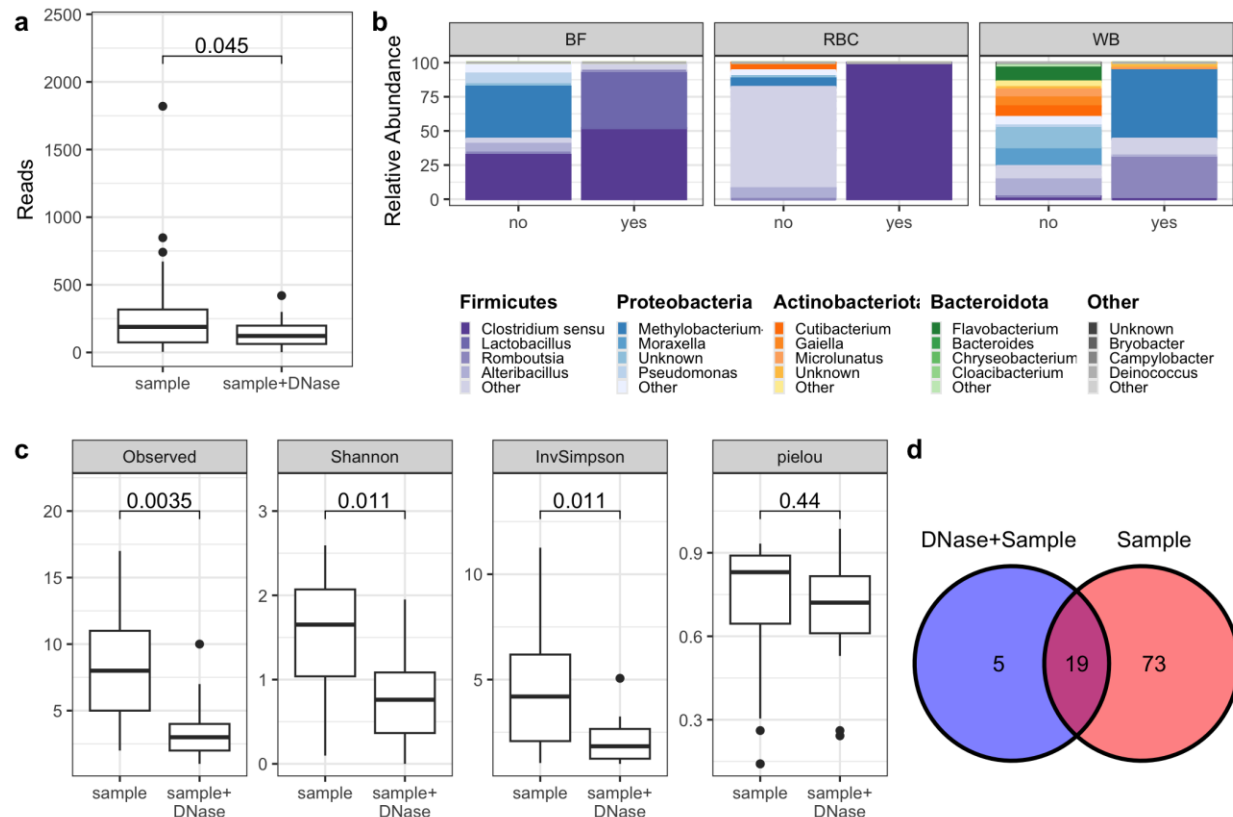 a
2500
2000
1500
1000
500
0
Reads
0.045
sample
sample+DNase
b
BF
RBC
WB
Relative Abundance
100
75
50
25
0
no
yes
no
yes
no
yes
Firmicutes
Clostridium sensu
Lactobacillus
Romboutsia
Alteribacillus
Other
Proteobacteria
Methylobacterium-
Moraxella
Unknown
Pseudomonas
Other
Actinobacteriota
Cutibacterium
Gaiella
Microlunatus
Unknown
Other
Bacteroidota
Flavobacterium
Bacteroides
Chryseobacterium
Cloacibacterium
Other
Other
Unknown
Bryobacter
Campylobacter
Deinococcus
Other
c
Observed
0.0035
20
15
10
5
sample
sample+
DNase
Shannon
0.011
3
2
1
0
sample
sample+
DNase
InvSimpson
0.011
10
5
sample
sample+
DNase
pielou
0.44
0.9
0.6
0.3
sample
sample+
DNase
d
DNase+Sample
Sample
5
19
73